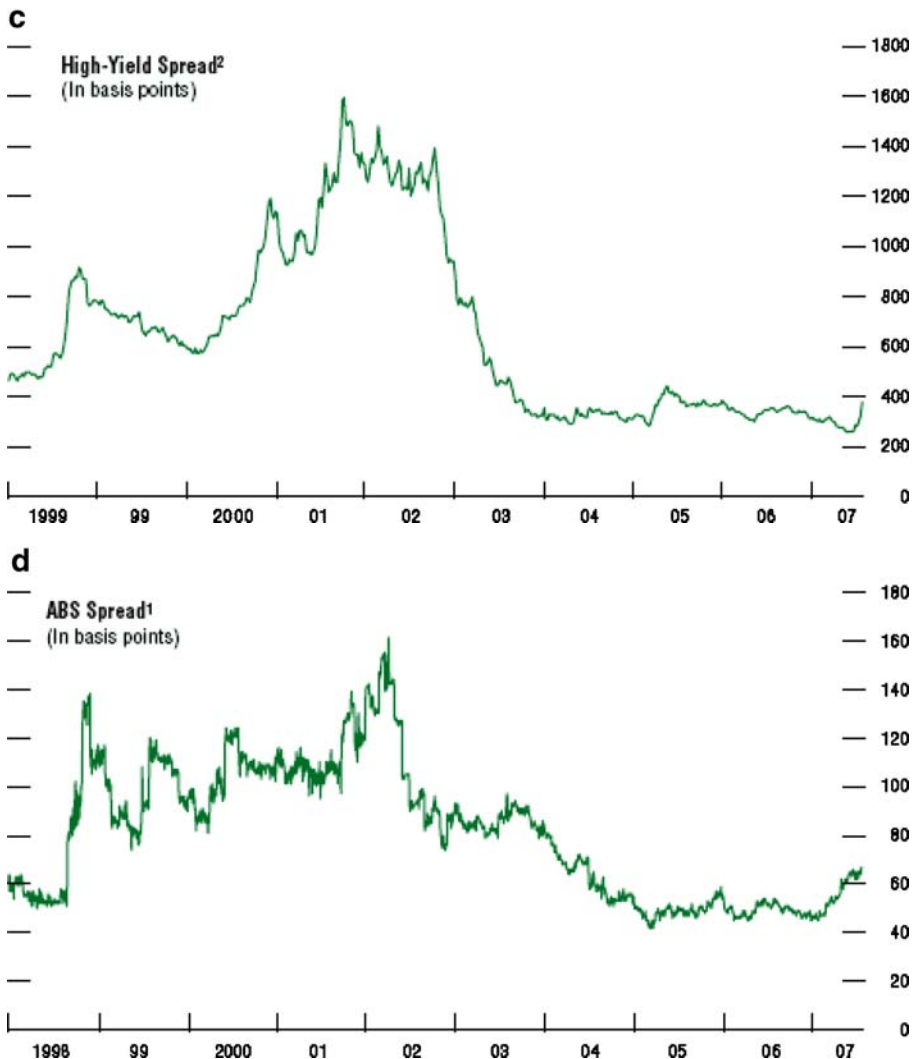 c
High-Yield Spread²
(In basis points)
1800
1600
1400
1200
1000
800
600
400
200
0
1999 99 2000 01 02 03 04 05 06 07
d
ABS Spread¹
(In basis points)
180
160
140
120
100
80
60
40
20
0
1998 99 2000 01 02 03 04 05 06 07